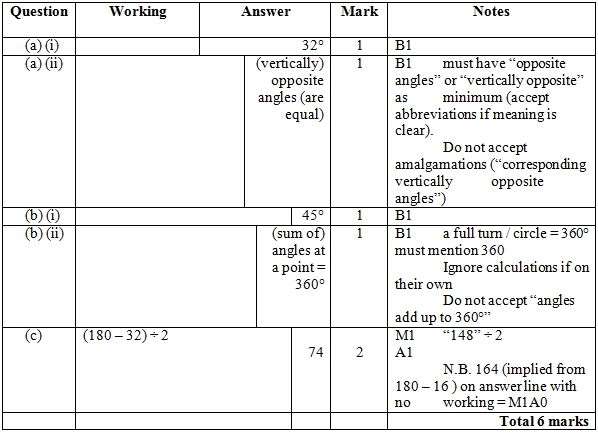 Question Working Answer Mark Notes
(a) (i) 32° 1 B1
(a) (ii) (vertically) 1 B1 must have “opposite
opposite angles” or “vertically opposite”
angles (are as minimum (accept
equal) abbreviations if meaning is
clear).
Do not accept
amalgamations (“corresponding
vertically opposite
angles”)
(b) (i) 45° 1 B1
(b) (ii) (sum of) 1 B1 a full turn / circle = 360°
angles at must mention 360
a point = Ignore calculations if on
360° their own
Do not accept “angles
add up to 360°”
(c) (180 – 32) ÷ 2 M1 “148” ÷ 2
74 2 A1
N.B. 164 (implied from
180 – 16 ) on answer line with
no working = M1A0
Total 6 marks